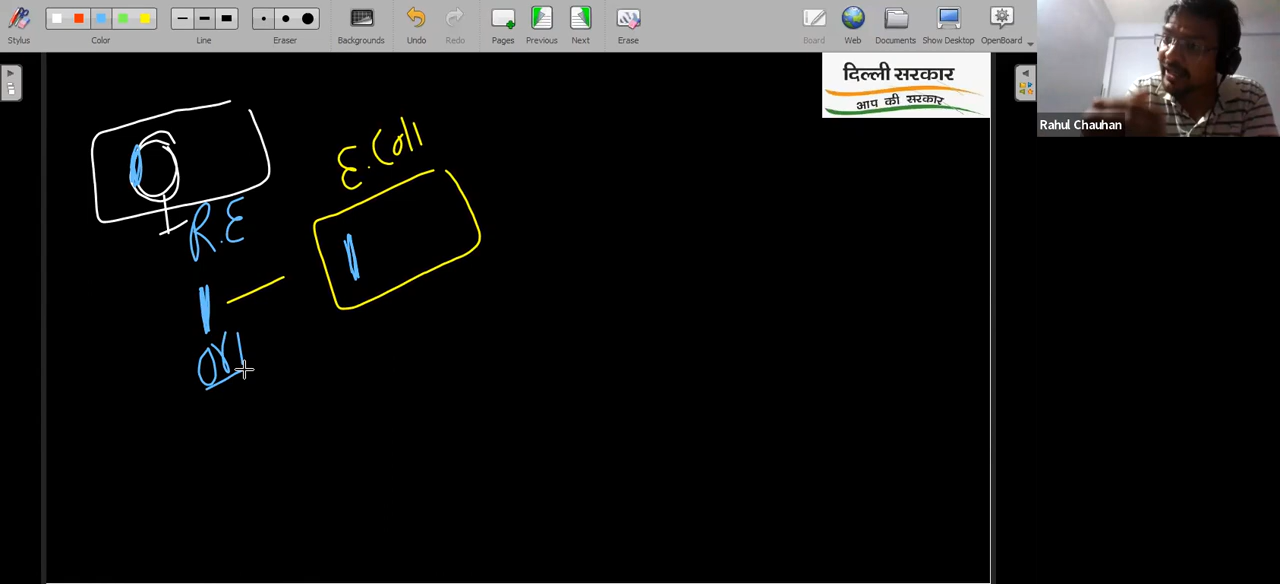 Stylus
Color
Line
Eraser
Backgrounds
Undo
Redo
Pages
Previous
Next
Erase
Board
Web
Documents
Show Desktop
OpenBoard
Rahul Chauhan
दिल्ली सरकार
आप की सरकार
E.Coli
R.E
ori